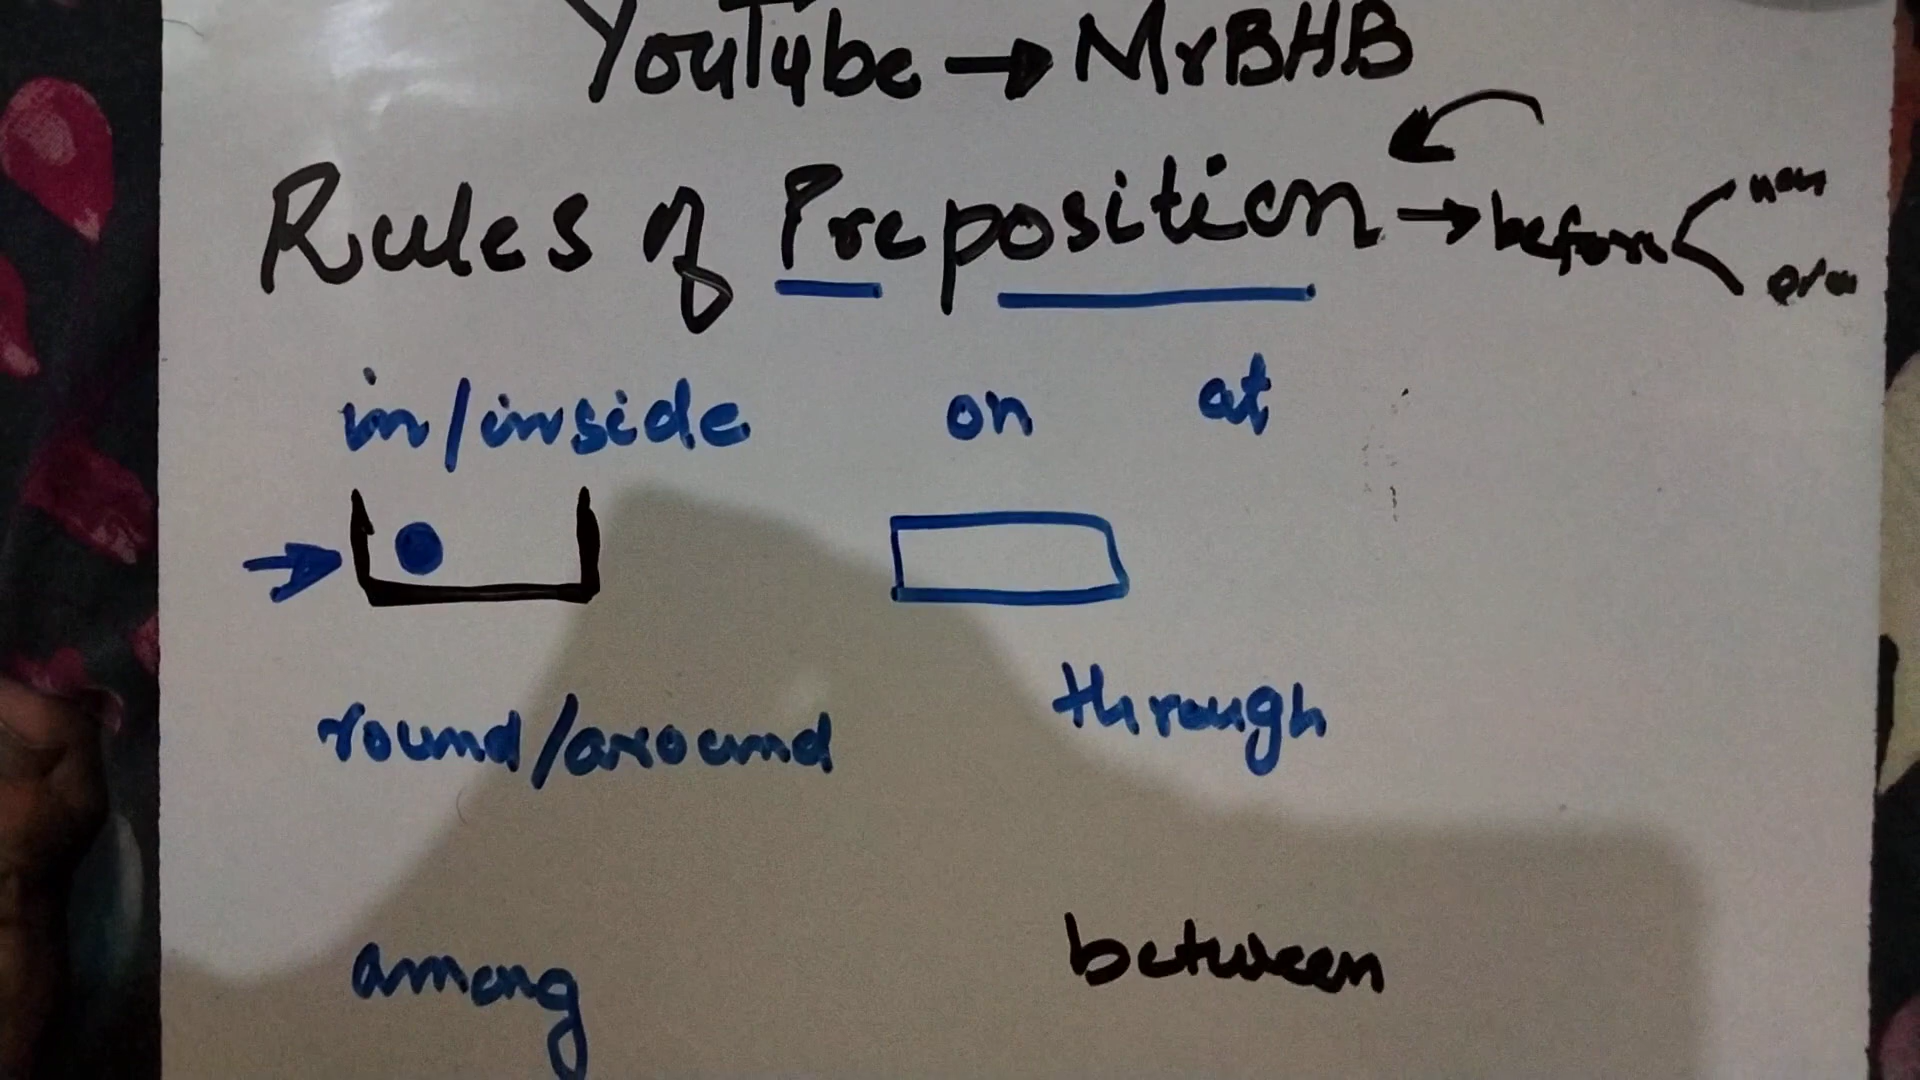 YouTube → MrBHB
Rules of Preposition → before
in/inside on at
round/around through
among between